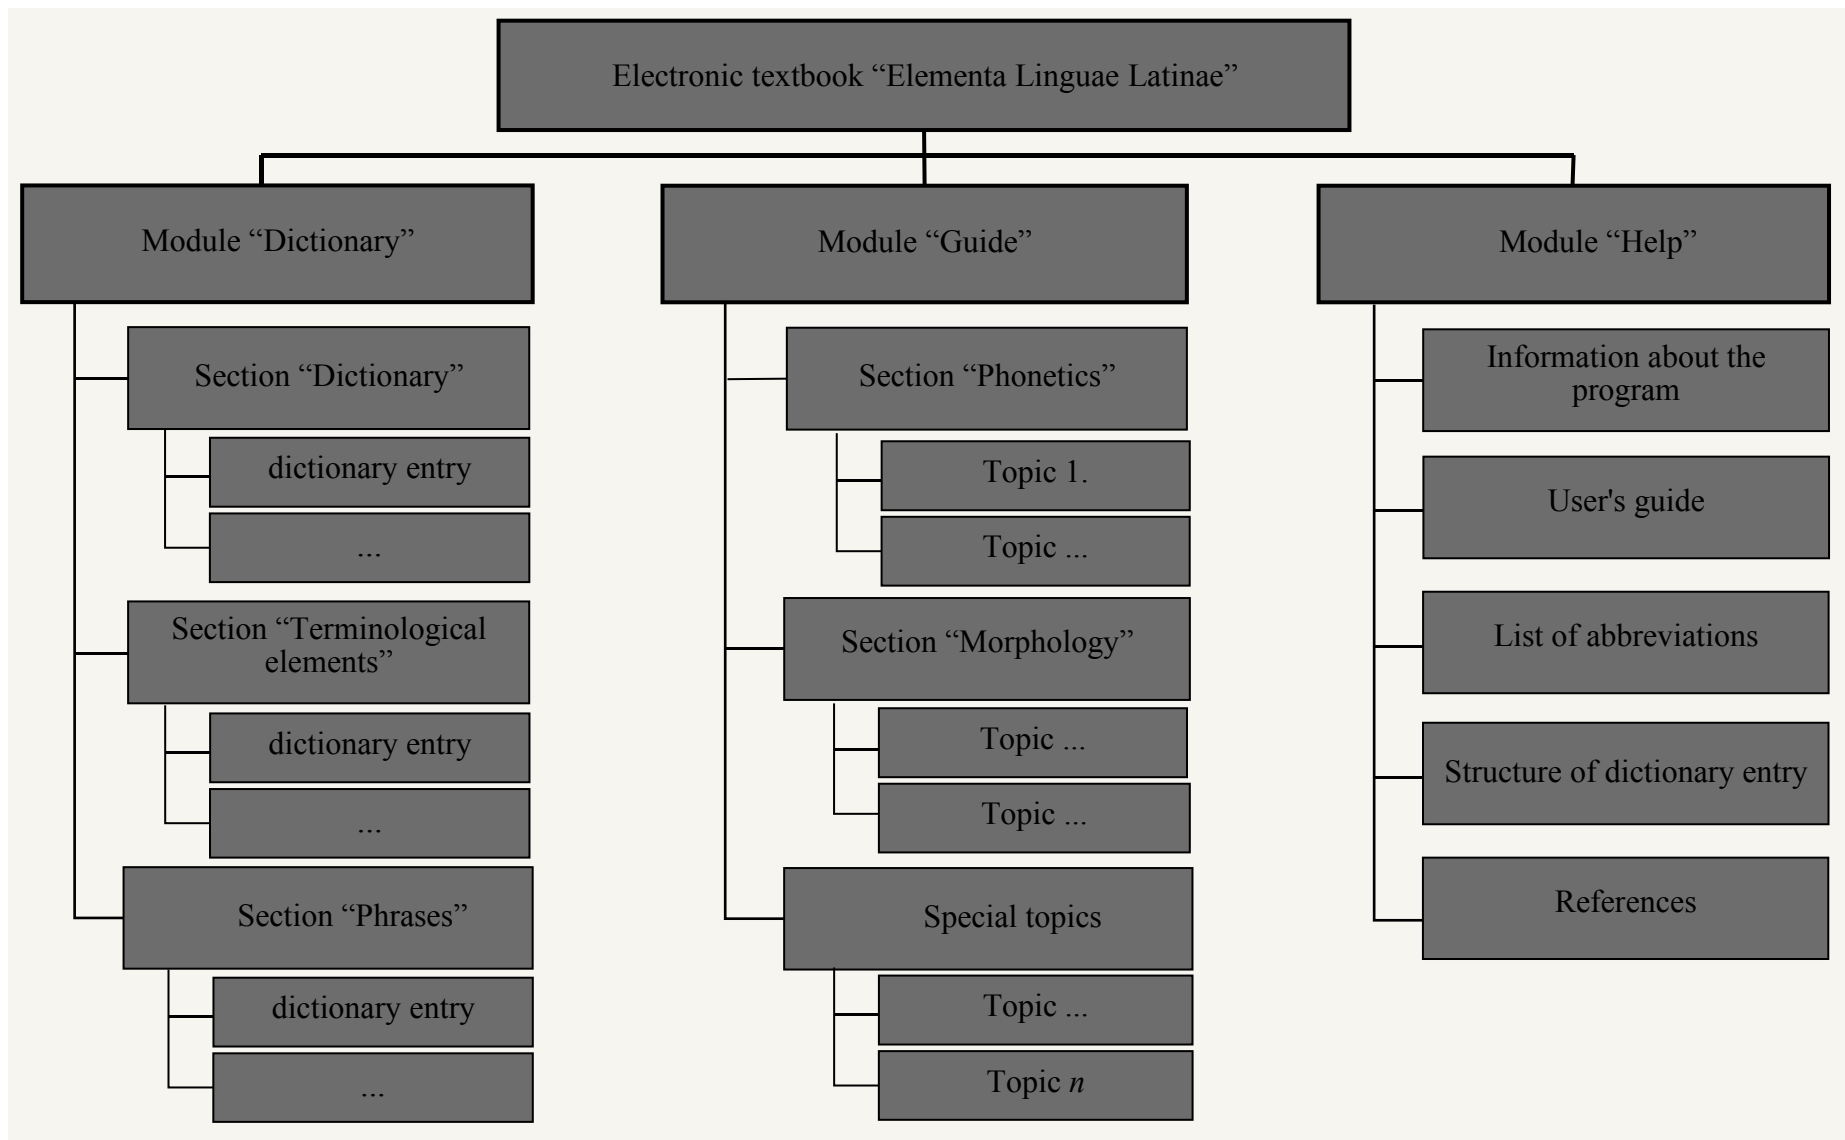 Electronic textbook “Elementa Linguae Latinae”
Module “Dictionary”
Section “Dictionary”
dictionary entry
...
Section “Terminological
elements”
dictionary entry
...
Section “Phrases”
dictionary entry
...
Module “Guide”
Section “Phonetics”
Topic 1.
Topic ...
Section “Morphology”
Topic ...
Topic ...
Special topics
Topic ...
Topic n
Module “Help”
Information about the
program
User's guide
List of abbreviations
Structure of dictionary entry
References